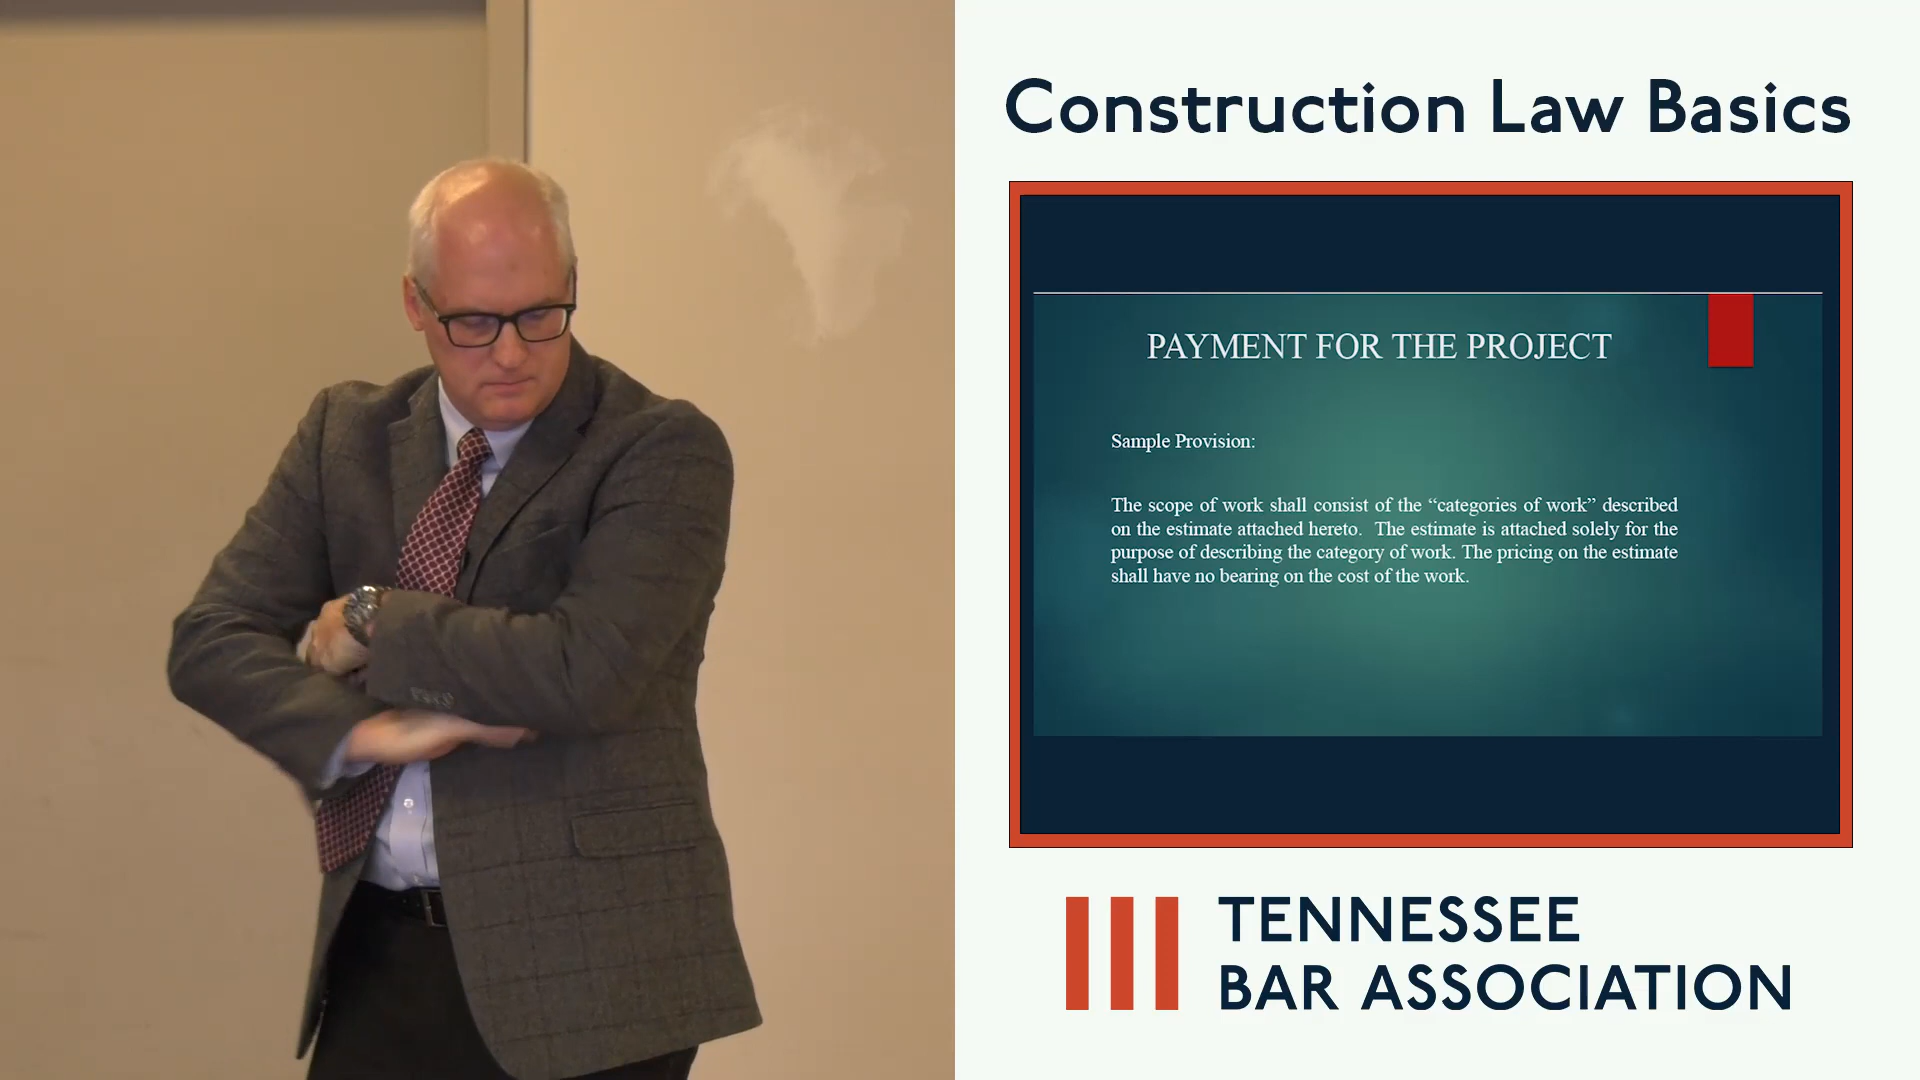 Construction Law Basics
PAYMENT FOR THE PROJECT
Sample Provision:
The scope of work shall consist of the “categories of work” described
on the estimate attached hereto.  The estimate is attached solely for the
purpose of describing the category of work. The pricing on the estimate
shall have no bearing on the cost of the work.
TENNESSEE
BAR ASSOCIATION